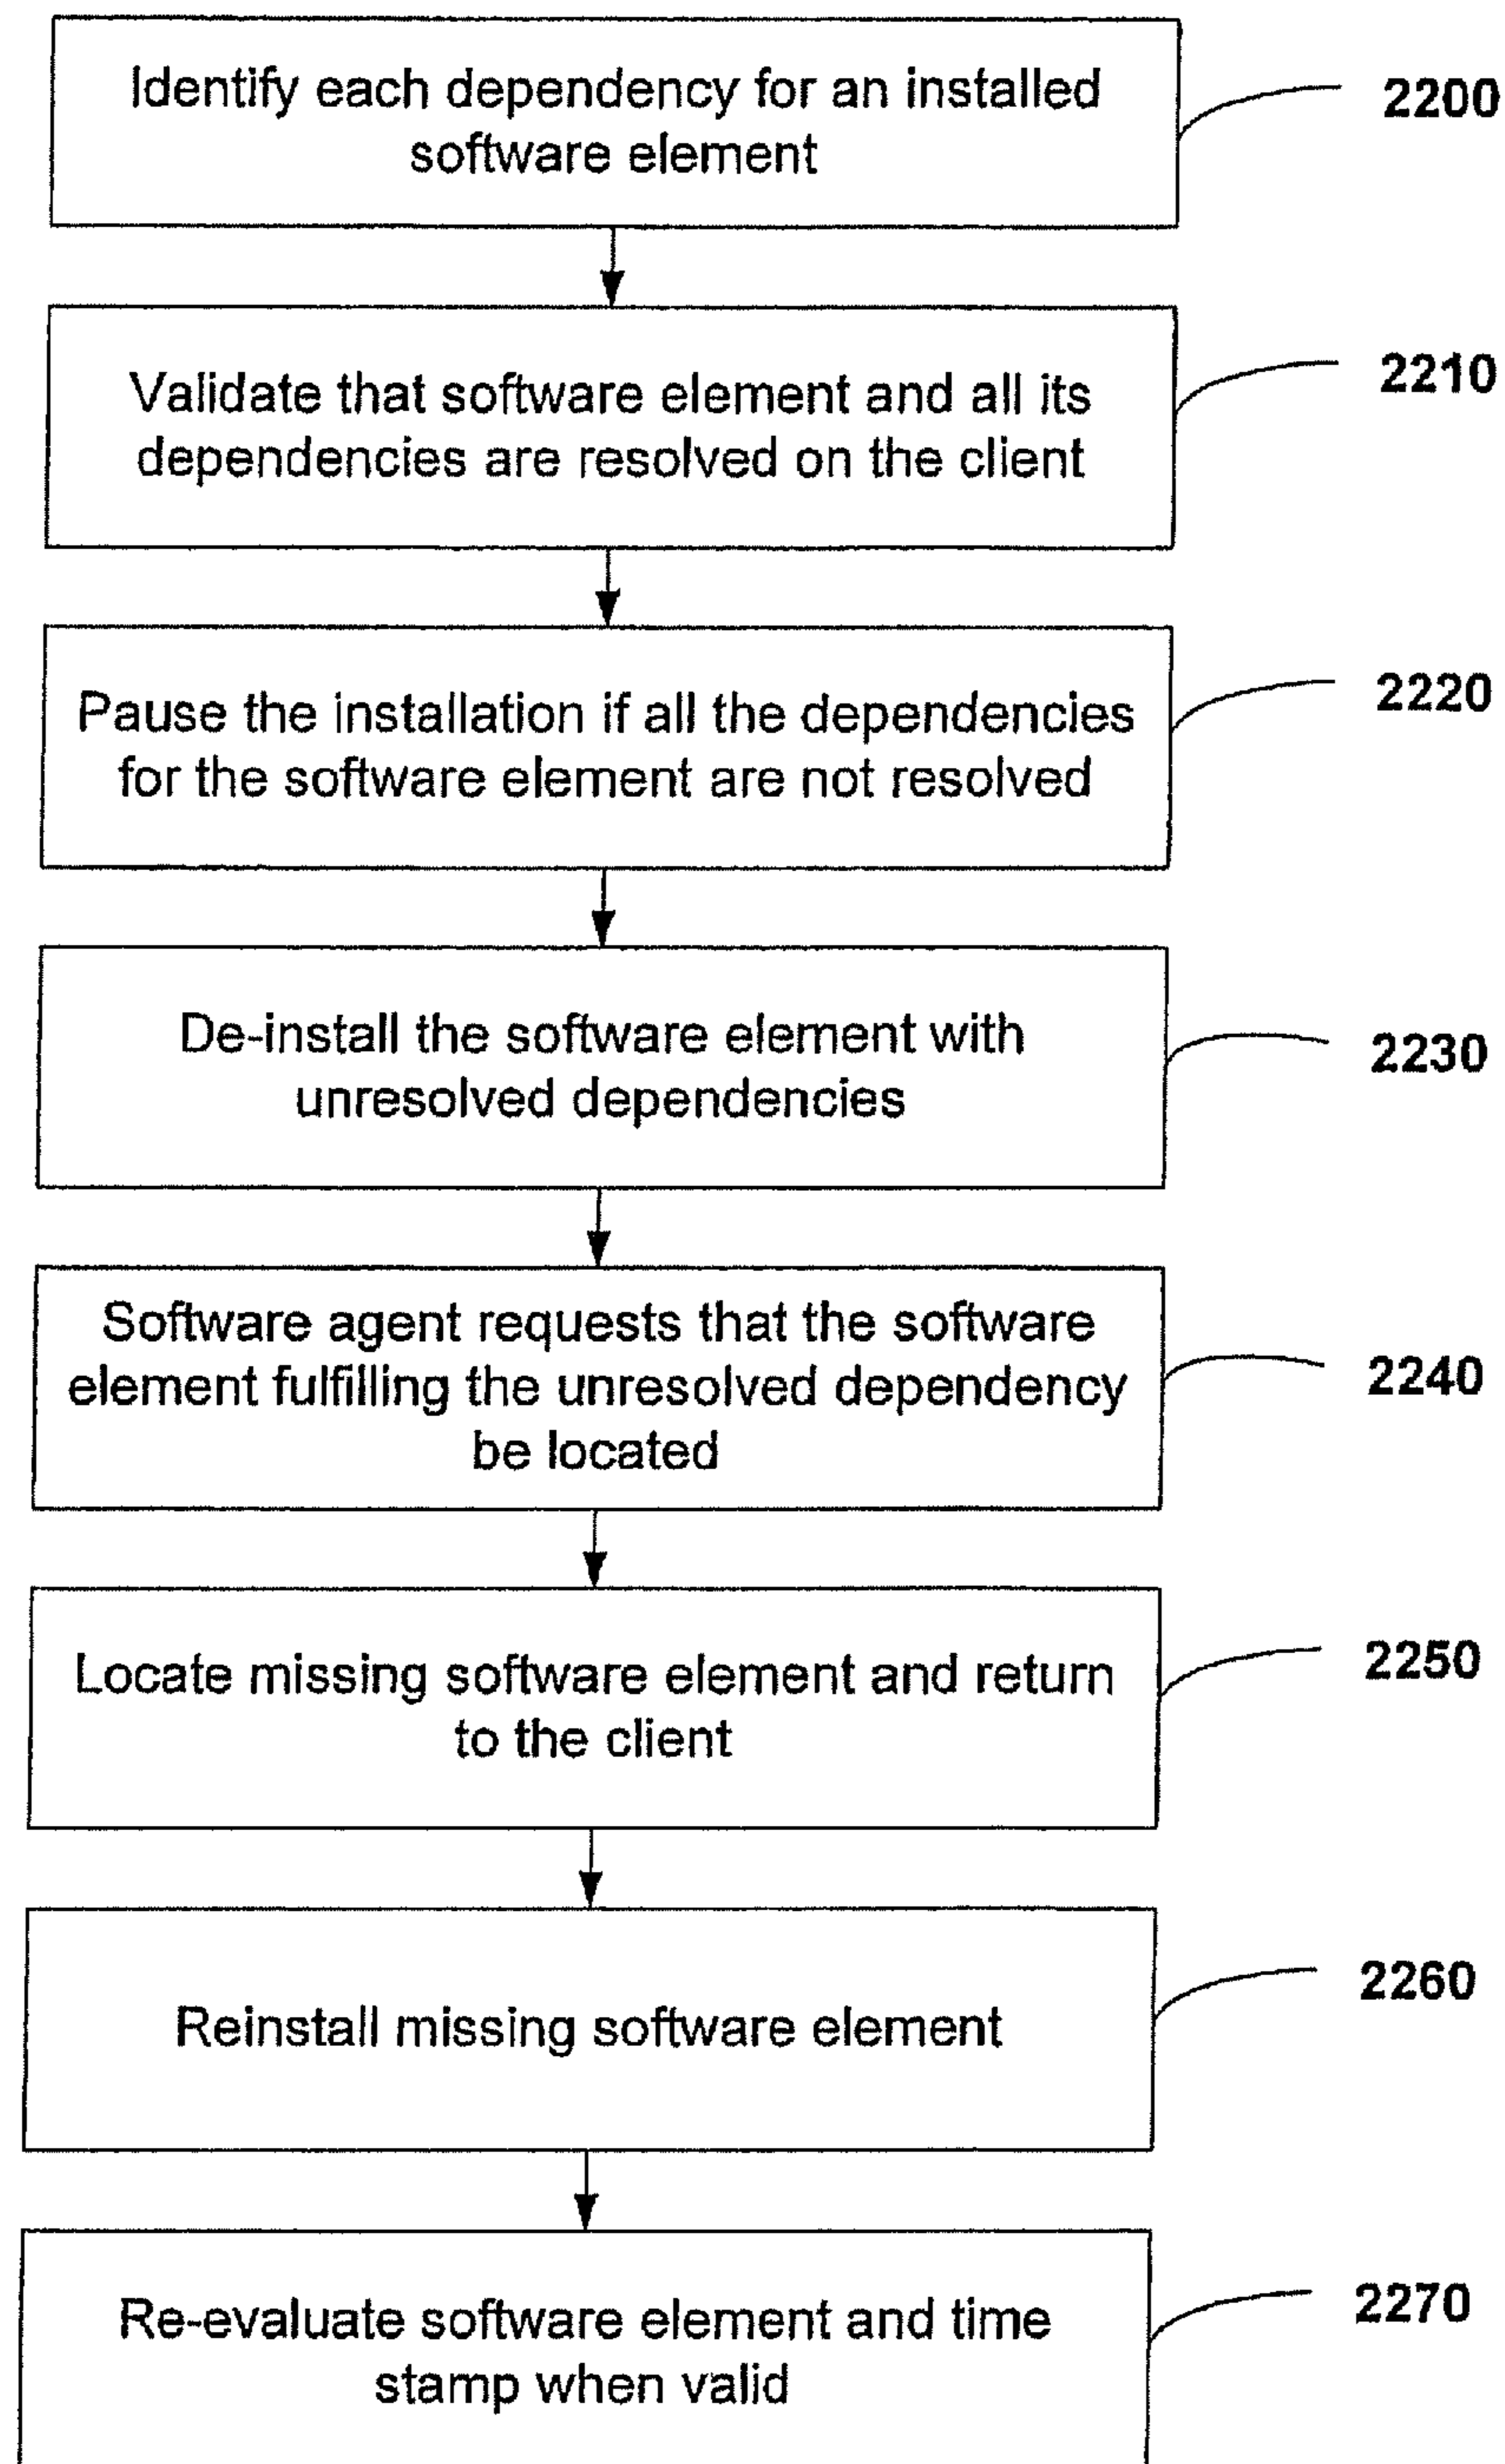 Identify each dependency for an installed
software element
2200
Validate that software element and all its
dependencies are resolved on the client
2210
Pause the installation if all the dependencies
for the software element are not resolved
2220
De-install the software element with
unresolved dependencies
2230
Software agent requests that the software
element fulfilling the unresolved dependency
be located
2240
Locate missing software element and return
to the client
2250
Reinstall missing software element
2260
Re-evaluate software element and time
stamp when valid
2270